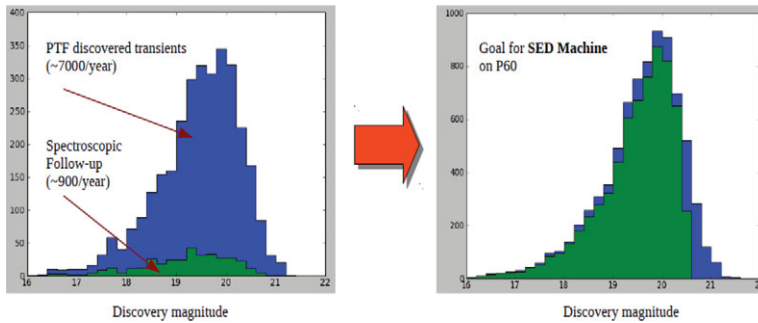 PTF discovered transients
(~7000/year)
Spectroscopic
Follow-up
(~900/year)
350
300
250
200
150
100
50
0
16 17 18 19 20 21 22
Discovery magnitude
Goal for SED Machine
on P60
1000
800
600
400
200
0
16 17 18 19 20 21
Discovery magnitude